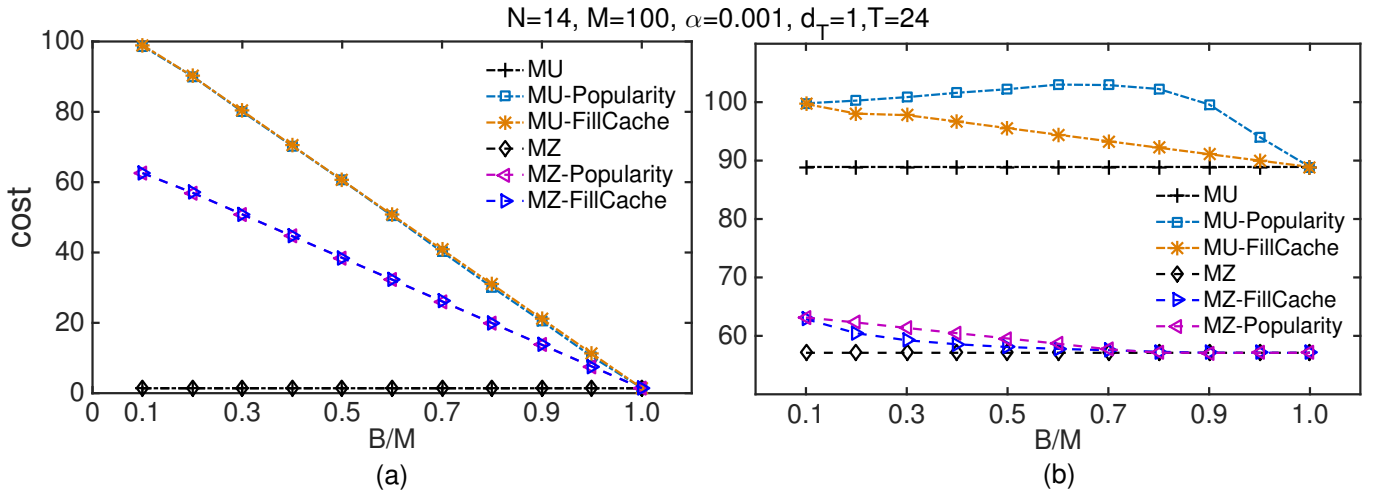 N=14, M=100, α=0.001, d_T=1,T=24
100
80
60
40
20
0
cost
MU
MU-Popularity
MU-FillCache
MZ
MZ-Popularity
MZ-FillCache
0
0.1
0.3
0.5
0.7
0.9
1.0
B/M
(a)
100
90
80
70
60
MU
MU-Popularity
MU-FillCache
MZ
MZ-FillCache
MZ-Popularity
0.1
0.3
0.5
0.7
0.9
1.0
B/M
(b)